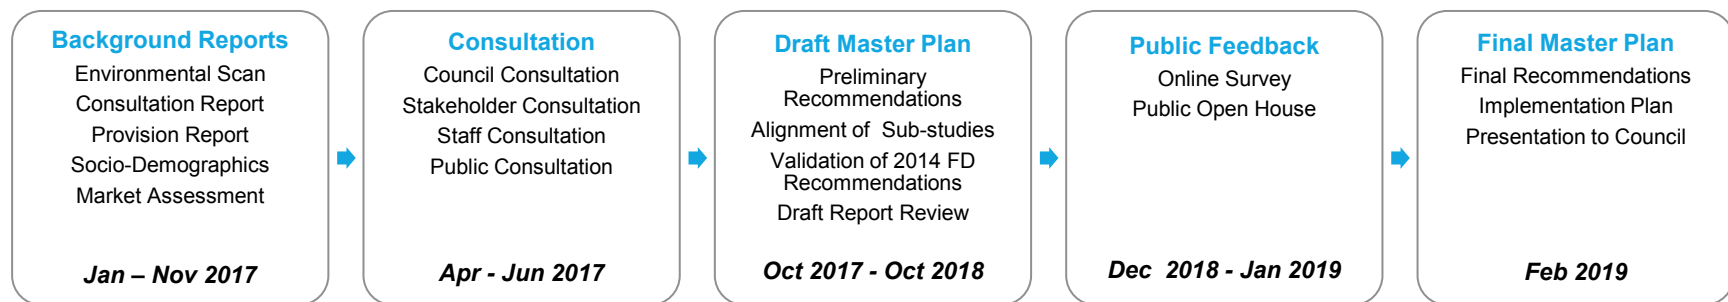 Background Reports
Environmental Scan
Consultation Report
Provision Report
Socio-Demographics
Market Assessment
Jan – Nov 2017
Consultation
Council Consultation
Stakeholder Consultation
Staff Consultation
Public Consultation
Apr - Jun 2017
Draft Master Plan
Preliminary
Recommendations
Alignment of  Sub-studies
Validation of 2014 FD
Recommendations
Draft Report Review
Oct 2017 - Oct 2018
Public Feedback
Online Survey
Public Open House
Dec  2018 - Jan 2019
Final Master Plan
Final Recommendations
Implementation Plan
Presentation to Council
Feb 2019